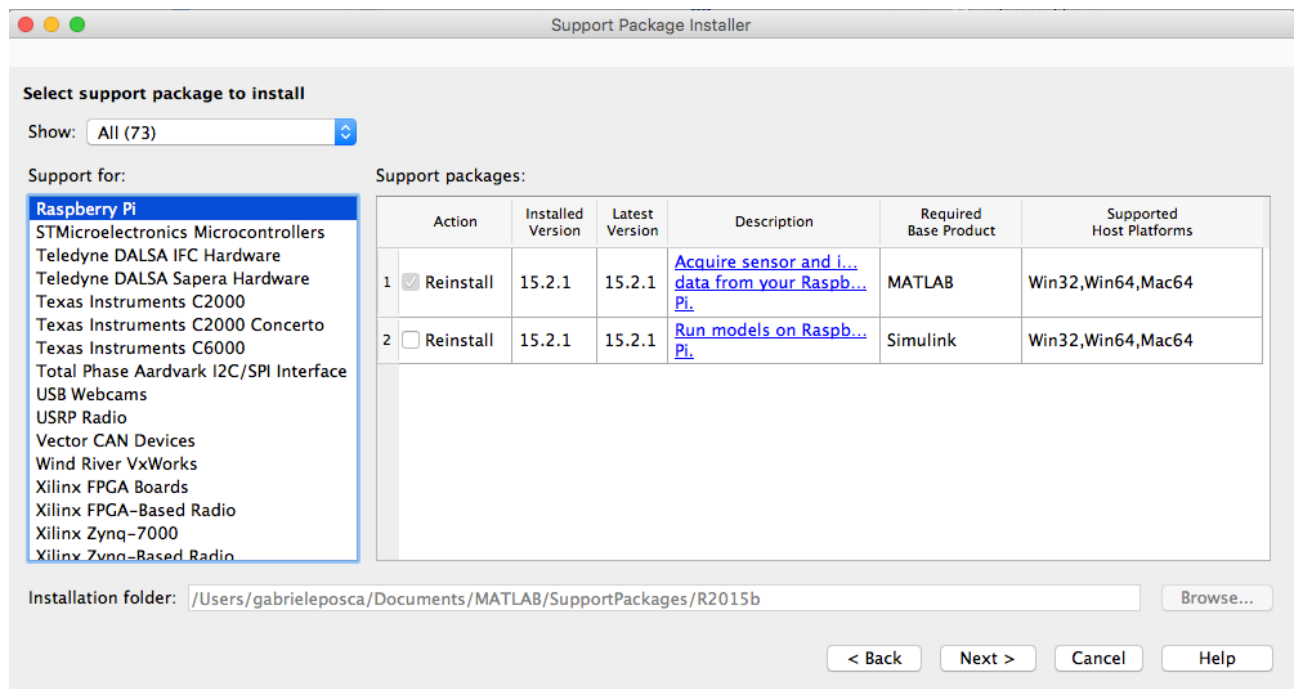 Support Package Installer
Select support package to install
Show: All (73)
Support for:
Raspberry Pi
STMicroelectronics Microcontrollers
Teledyne DALSA IFC Hardware
Teledyne DALSA Sapera Hardware
Texas Instruments C2000
Texas Instruments C2000 Concerto
Texas Instruments C6000
Total Phase Aardvark I2C/SPI Interface
USB Webcams
USRP Radio
Vector CAN Devices
Wind River VxWorks
Xilinx FPGA Boards
Xilinx FPGA-Based Radio
Xilinx Zynq-7000
Xilinx Zynq-Based Radio
Support packages:
Action Installed Version Latest Version Description Required Base Product Supported Host Platforms
1 Reinstall 15.2.1 15.2.1 Acquire sensor and i... data from your Raspb... Pi. MATLAB Win32,Win64,Mac64
2 Reinstall 15.2.1 15.2.1 Run models on Raspb... Pi. Simulink Win32,Win64,Mac64
Installation folder: /Users/gabrieleposca/Documents/MATLAB/SupportPackages/R2015b Browse...
< Back Next > Cancel Help